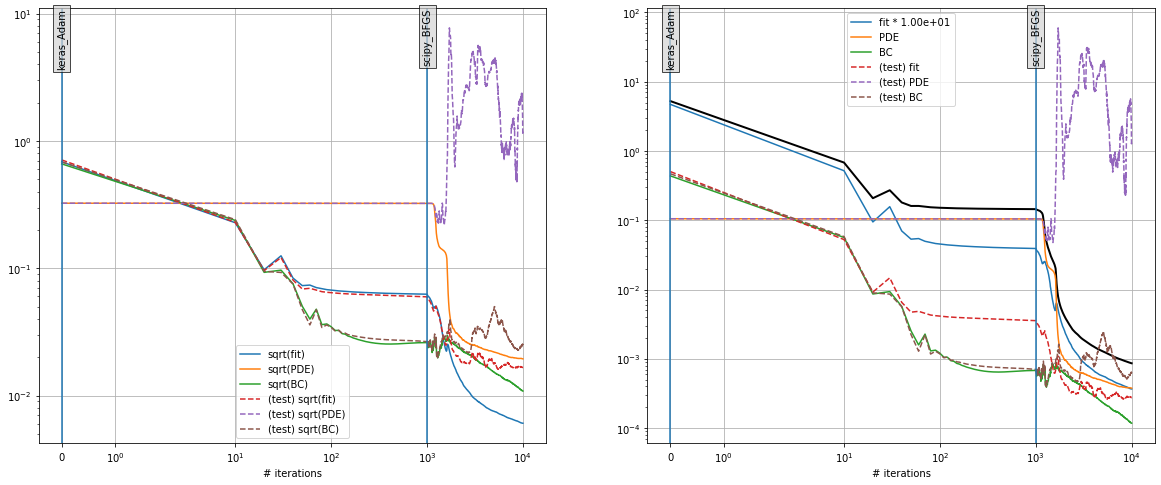 10¹
10⁰
10⁻¹
10⁻²
keras_Adam
scipy_BFGS
sqrt(fit)
sqrt(PDE)
sqrt(BC)
(test) sqrt(fit)
(test) sqrt(PDE)
(test) sqrt(BC)
0
10⁰
10¹
10²
10³
10⁴
# iterations
10²
10¹
10⁰
10⁻¹
10⁻²
10⁻³
10⁻⁴
keras_Adam
scipy_BFGS
fit * 1.00e+01
PDE
BC
(test) fit
(test) PDE
(test) BC
0
10⁰
10¹
10²
10³
10⁴
# iterations